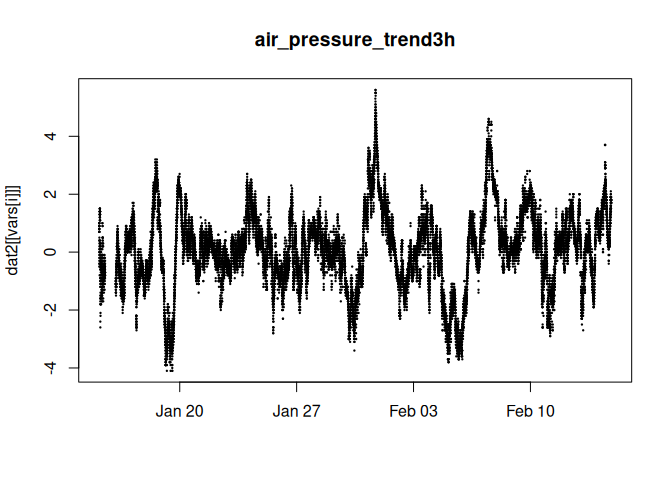 air_pressure_trend3h
dat2[[vars[i]]]
4
2
0
-2
-4
Jan 20
Jan 27
Feb 03
Feb 10